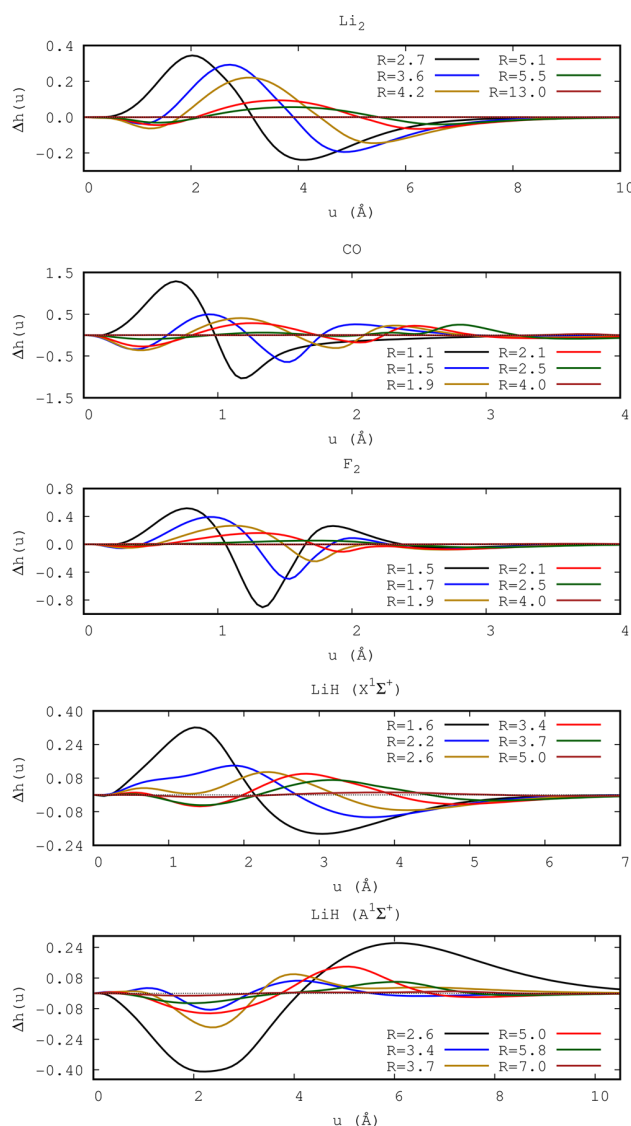 Li2
0.4
0.2
0.0
-0.2
Δh(u)
R=2.7 R=5.1
R=3.6 R=5.5
R=4.2 R=13.0
0 2 4 6 8 10
u (Å)
CO
1.5
0.5
-0.5
-1.5
Δh(u)
R=1.1 R=2.1
R=1.5 R=2.5
R=1.9 R=4.0
0 1 2 3 4
u (Å)
F2
0.8
0.4
0.0
-0.4
-0.8
Δh(u)
R=1.5 R=2.1
R=1.7 R=2.5
R=1.9 R=4.0
0 1 2 3 4
u (Å)
LiH (X¹Σ⁺)
0.40
0.24
0.08
-0.08
-0.24
Δh(u)
R=1.6 R=3.4
R=2.2 R=3.7
R=2.6 R=5.0
0 1 2 3 4 5 6 7
u (Å)
LiH (A¹Σ⁺)
0.24
0.08
-0.08
-0.24
-0.40
Δh(u)
R=2.6 R=5.0
R=3.4 R=5.8
R=3.7 R=7.0
0 2 4 6 8 10
u (Å)